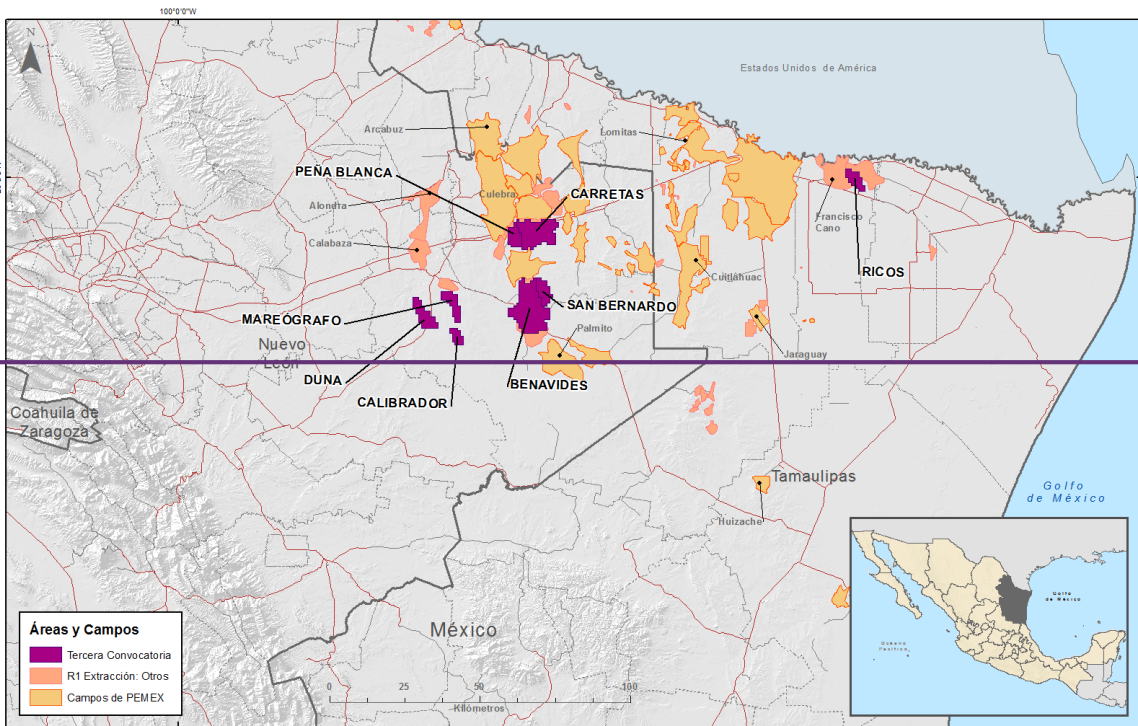 100°0'0"W
N
Estados Unidos de América
Arcabuz
Lomitas
PEÑA BLANCA
Culebra
CARRETAS
Alondra
Francisco
Cano
Calabaza
RICOS
Cuitláhuac
SAN BERNARDO
MAREÓGRAFO
Palmito
Nuevo
León
Jaraguay
DUNA
BENAVIDES
CALIBRADOR
Coahuila de
Zaragoza
Tamaulipas
Golfo
de México
Huizache
México
Áreas y Campos
Tercera Convocatoria
R1 Extracción: Otros
Campos de PEMEX
0 25 50 100
Kilómetros
Golfo
de México
Océano
Pacífico